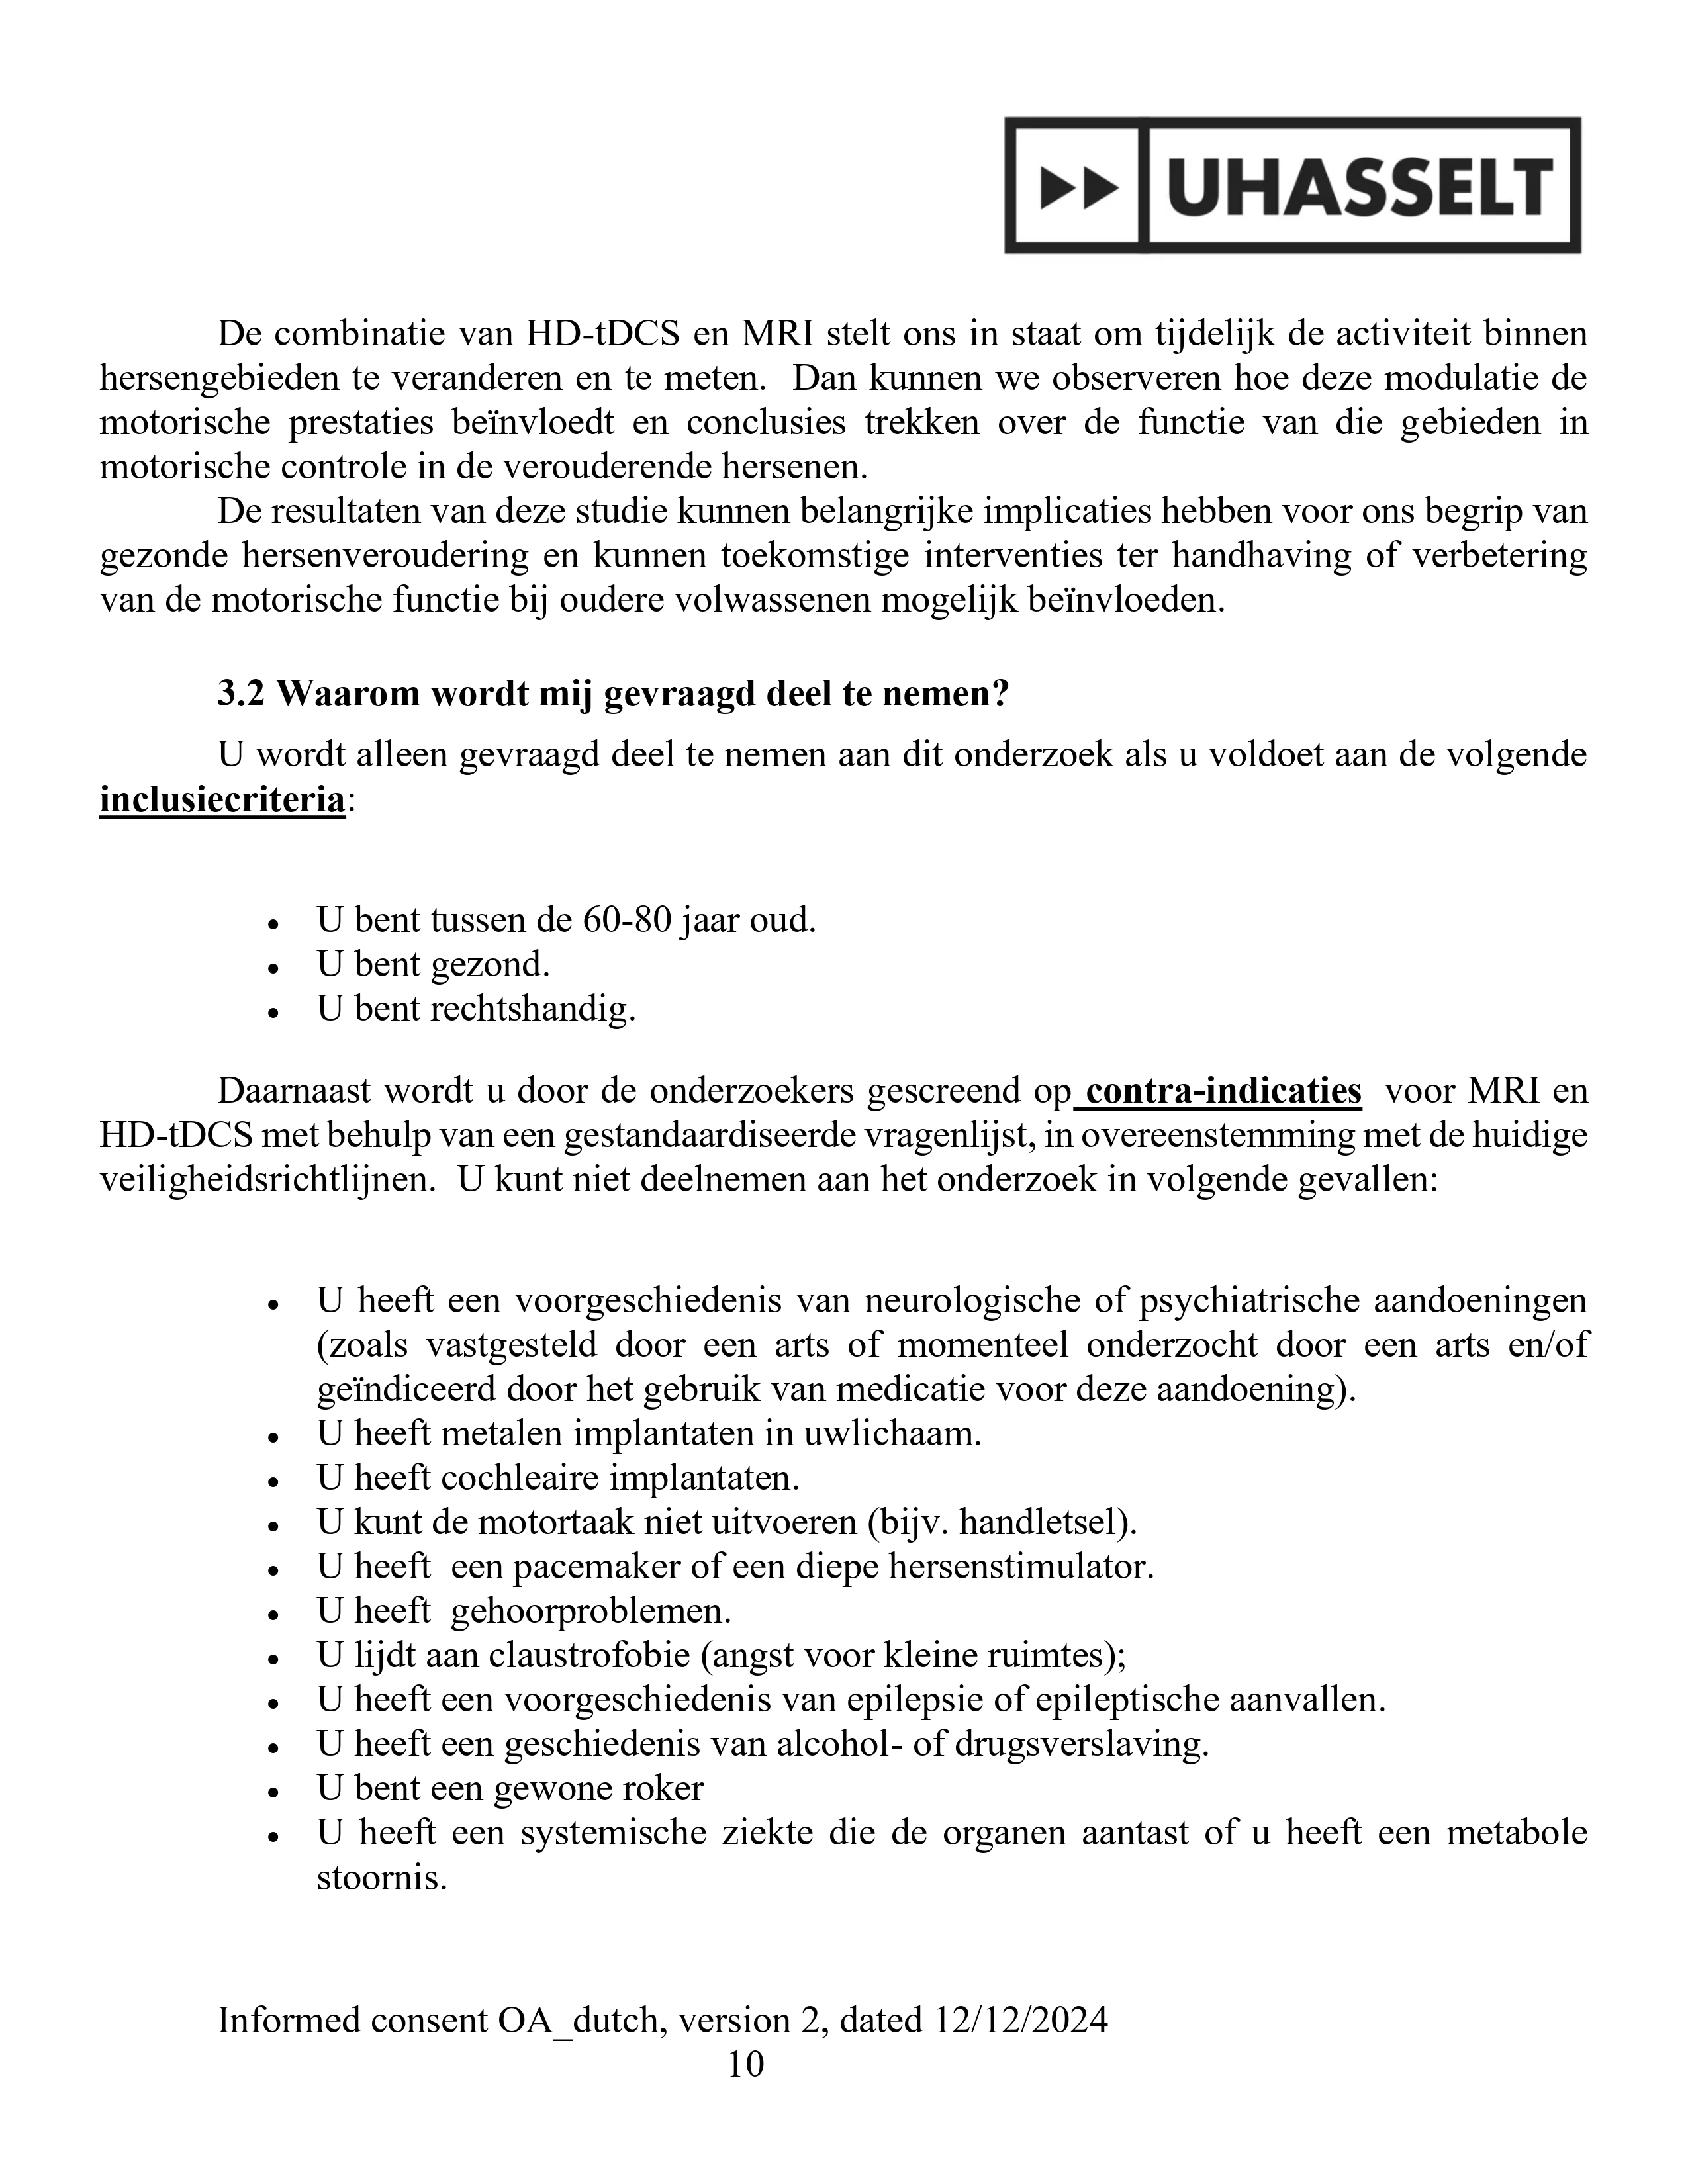 UHASSELT
De combinatie van HD-tDCS en MRI stelt ons in staat om tijdelijk de activiteit binnen
hersengebieden te veranderen en te meten.  Dan kunnen we observeren hoe deze modulatie de
motorische prestaties beïnvloedt en conclusies trekken over de functie van die gebieden in
motorische controle in de verouderende hersenen.
De resultaten van deze studie kunnen belangrijke implicaties hebben voor ons begrip van
gezonde hersenveroudering en kunnen toekomstige interventies ter handhaving of verbetering
van de motorische functie bij oudere volwassenen mogelijk beïnvloeden.
3.2 Waarom wordt mij gevraagd deel te nemen?
U wordt alleen gevraagd deel te nemen aan dit onderzoek als u voldoet aan de volgende
inclusiecriteria:
• U bent tussen de 60-80 jaar oud.
• U bent gezond.
• U bent rechtshandig.
Daarnaast wordt u door de onderzoekers gescreend op contra-indicaties  voor MRI en
HD-tDCS met behulp van een gestandaardiseerde vragenlijst, in overeenstemming met de huidige
veiligheidsrichtlijnen.  U kunt niet deelnemen aan het onderzoek in volgende gevallen:
• U heeft een voorgeschiedenis van neurologische of psychiatrische aandoeningen
(zoals vastgesteld door een arts of momenteel onderzocht door een arts en/of
geïndiceerd door het gebruik van medicatie voor deze aandoening).
• U heeft metalen implantaten in uwlichaam.
• U heeft cochleaire implantaten.
• U kunt de motortaak niet uitvoeren (bijv. handletsel).
• U heeft  een pacemaker of een diepe hersenstimulator.
• U heeft  gehoorproblemen.
• U lijdt aan claustrofobie (angst voor kleine ruimtes);
• U heeft een voorgeschiedenis van epilepsie of epileptische aanvallen.
• U heeft een geschiedenis van alcohol- of drugsverslaving.
• U bent een gewone roker
• U heeft een systemische ziekte die de organen aantast of u heeft een metabole
stoornis.
Informed consent OA_dutch, version 2, dated 12/12/2024
10